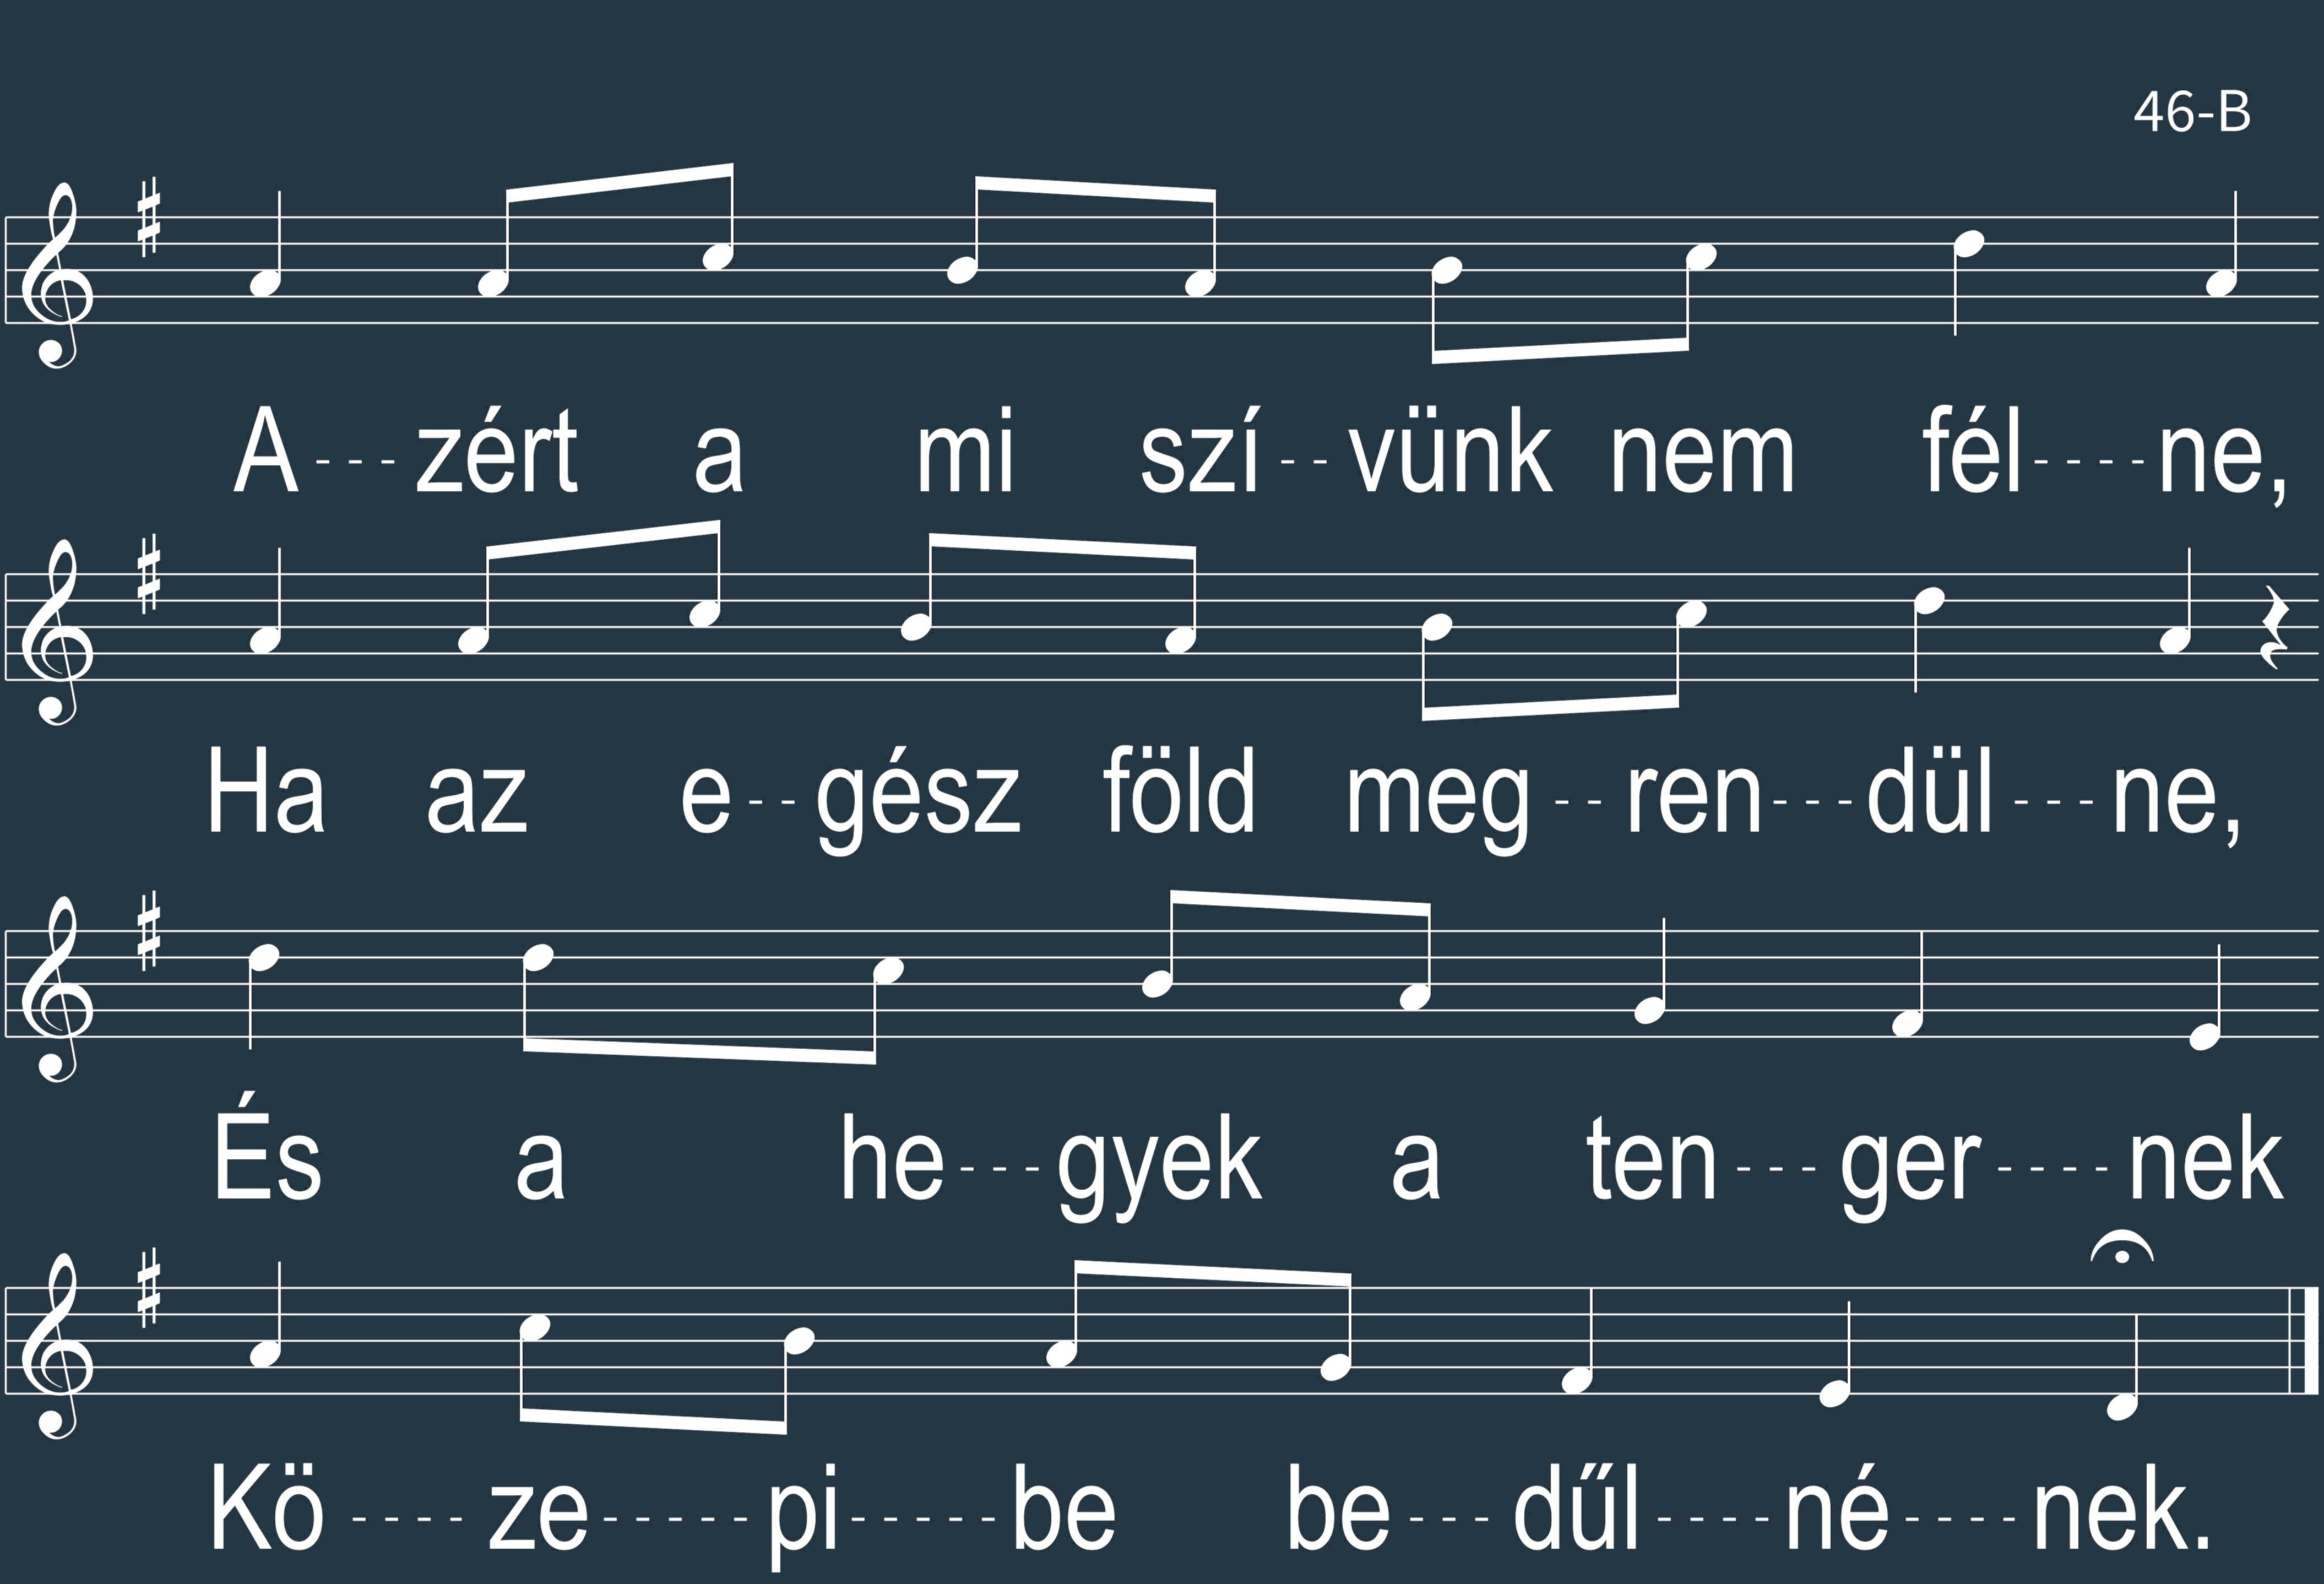 46-B
A---zért a mi szí--vünk nem fél----ne,
Ha az e--gész föld meg--ren---dül---ne,
És a he---gyek a ten---ger----nek
Kö----ze-----pi-----be be---dűl----né----nek.